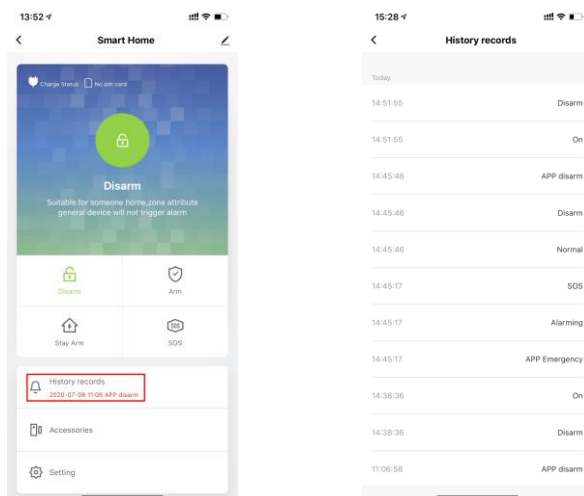 13:52
Smart Home
Charge Status No sim card
Disarm
Suitable for someone home,zone attribute
general device will not trigger alarm
Disarm
Arm
Stay Arm
SOS
SOS
History records
2020-07-06 11:06 APP disarm
Accessories
Setting
15:28
History records
Today
14:51:55 Disarm
14:51:55 On
14:45:46 APP disarm
14:45:46 Disarm
14:45:46 Normal
14:45:17 SOS
14:45:17 Alarming
14:45:17 APP Emergency
14:38:36 On
14:38:36 Disarm
11:06:58 APP disarm